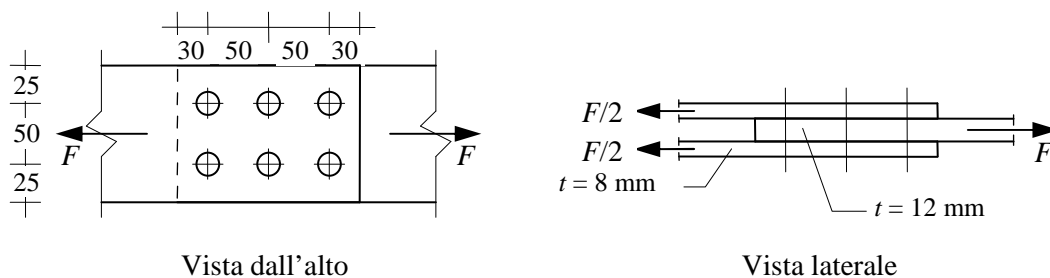 30 50 50 30
25
50
25
F
F
F/2
F/2
F
t = 8 mm
t = 12 mm
Vista dall’alto
Vista laterale